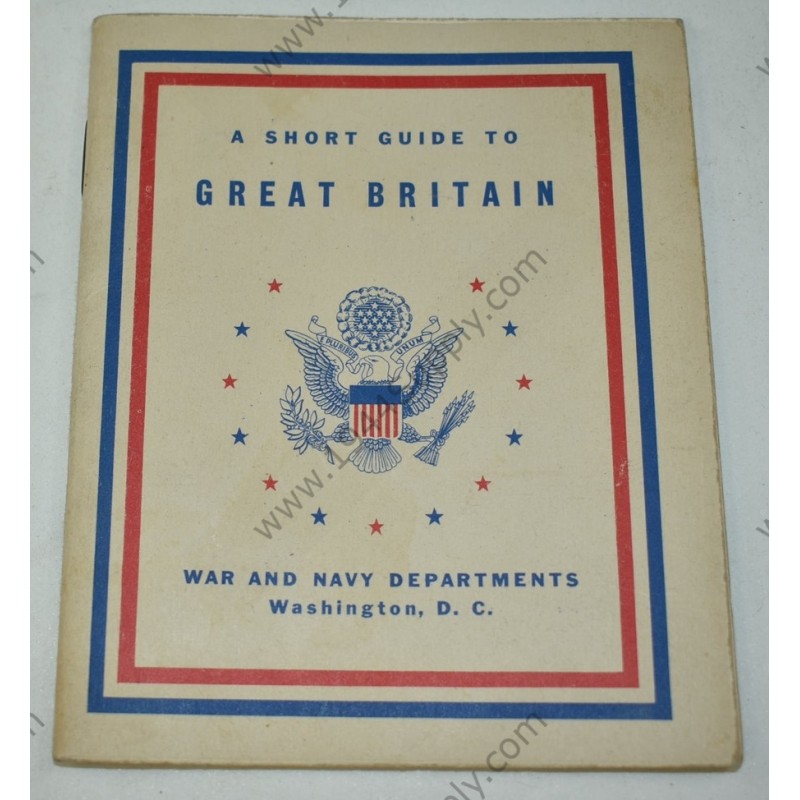 A SHORT GUIDE TO
GREAT BRITAIN
E PLURIBUS UNUM
WAR AND NAVY DEPARTMENTS
Washington, D. C.